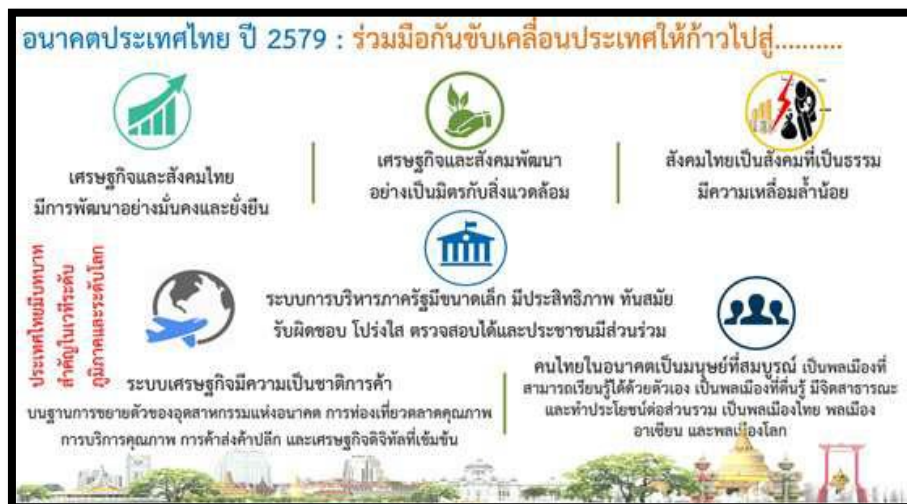 อนาคตประเทศไทย ปี 2579 : ร่วมมือกันขับเคลื่อนประเทศให้ก้าวไปสู่..........
เศรษฐกิจและสังคมไทย
มีการพัฒนาอย่างมั่นคงและยั่งยืน
เศรษฐกิจและสังคมพัฒนา
อย่างเป็นมิตรกับสิ่งแวดล้อม
สังคมไทยเป็นสังคมที่เป็นธรรม
มีความเหลื่อมล้ำน้อย
ระบบการบริหารภาครัฐมีขนาดเล็ก มีประสิทธิภาพ ทันสมัย
รับผิดชอบ โปร่งใส ตรวจสอบได้และประชาชนมีส่วนร่วม
ประเทศไทยมีบทบาท
สำคัญในเวทีระดับ
ภูมิภาคและระดับโลก
ระบบเศรษฐกิจมีความเป็นชาติการค้า
บนฐานการขยายตัวของอุตสาหกรรมแห่งอนาคต การท่องเที่ยวตลาดคุณภาพ
การบริการคุณภาพ การค้าส่งค้าปลีก และเศรษฐกิจดิจิทัลที่เข้มข้น
คนไทยในอนาคตเป็นมนุษย์ที่สมบูรณ์ เป็นพลเมืองที่
สามารถเรียนรู้ได้ด้วยตัวเอง เป็นพลเมืองที่ตื่นรู้ มีจิตสาธารณะ
และทำประโยชน์ต่อส่วนรวม เป็นพลเมืองไทย พลเมือง
อาเซียน และพลเมืองโลก